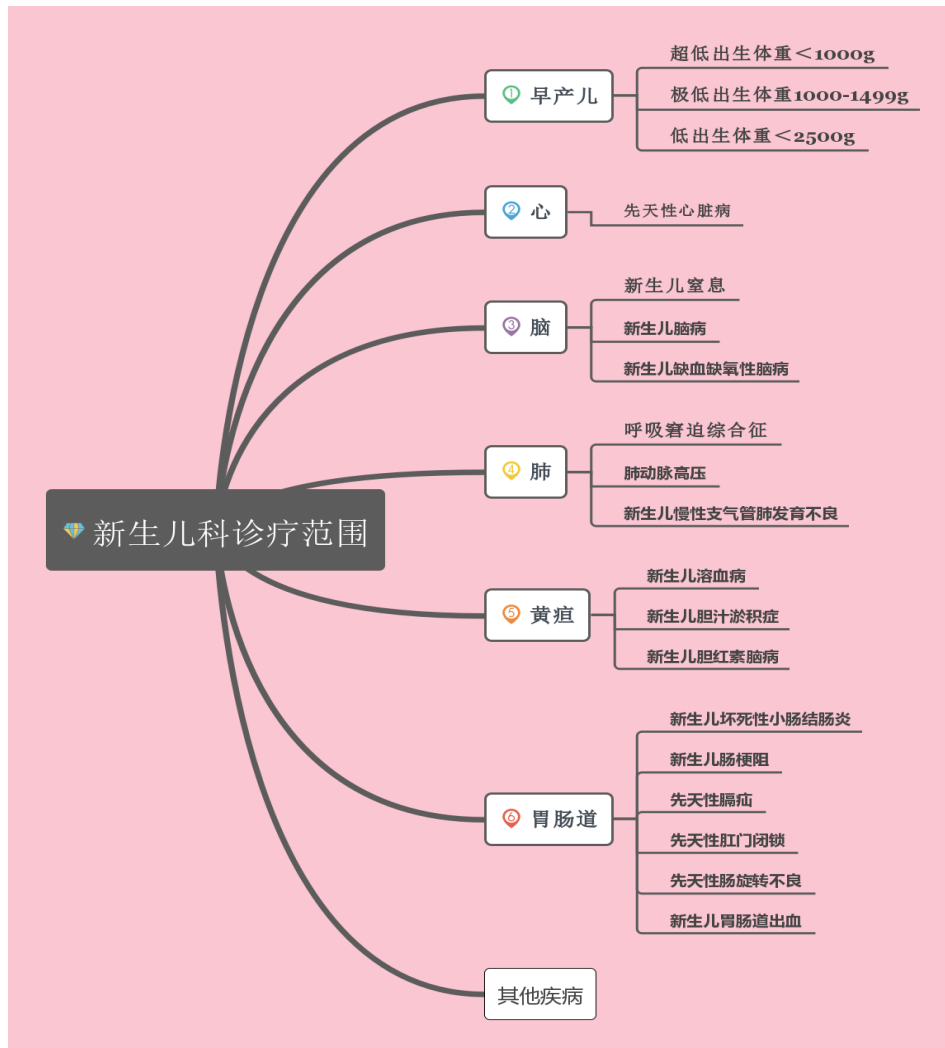 新生儿科诊疗范围
1 早产儿
超低出生体重＜1000g
极低出生体重1000-1499g
低出生体重＜2500g
2 心
先天性心脏病
3 脑
新生儿窒息
新生儿脑病
新生儿缺血缺氧性脑病
4 肺
呼吸窘迫综合征
肺动脉高压
新生儿慢性支气管肺发育不良
5 黄疸
新生儿溶血病
新生儿胆汁淤积症
新生儿胆红素脑病
6 胃肠道
新生儿坏死性小肠结肠炎
新生儿肠梗阻
先天性膈疝
先天性肛门闭锁
先天性肠旋转不良
新生儿胃肠道出血
其他疾病